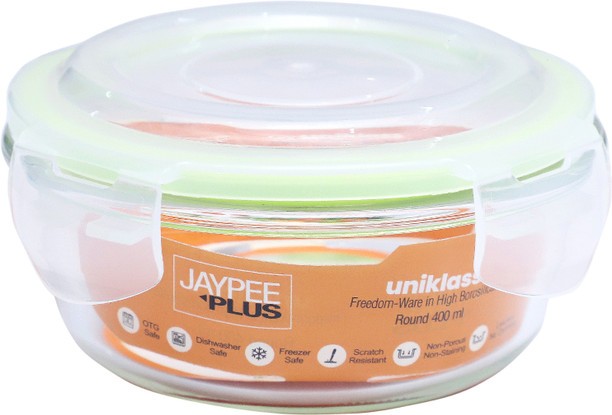 JAYPEE
PLUS
uniklass
Freedom-Ware in High
Round 400 ml
OTG
Safe
Dishwasher
Safe
Freezer
Safe
Scratch
Resistant
Non-Porous
Non-Staining